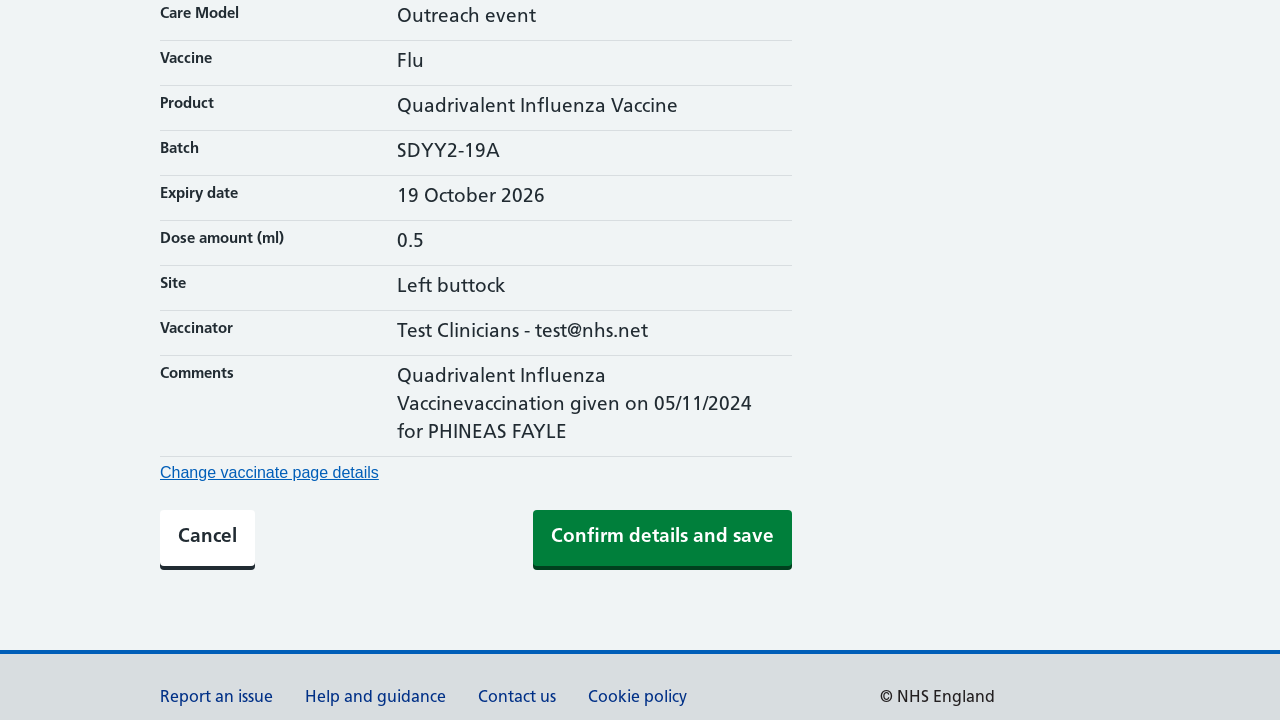 Care Model
Outreach event
Vaccine
Flu
Product
Quadrivalent Influenza Vaccine
Batch
SDYY2-19A
Expiry date
19 October 2026
Dose amount (ml)
0.5
Site
Left buttock
Vaccinator
Test Clinicians - test@nhs.net
Comments
Quadrivalent Influenza
Vaccinevaccination given on 05/11/2024
for PHINEAS FAYLE
Change vaccinate page details
Cancel
Confirm details and save
Report an issue
Help and guidance
Contact us
Cookie policy
© NHS England